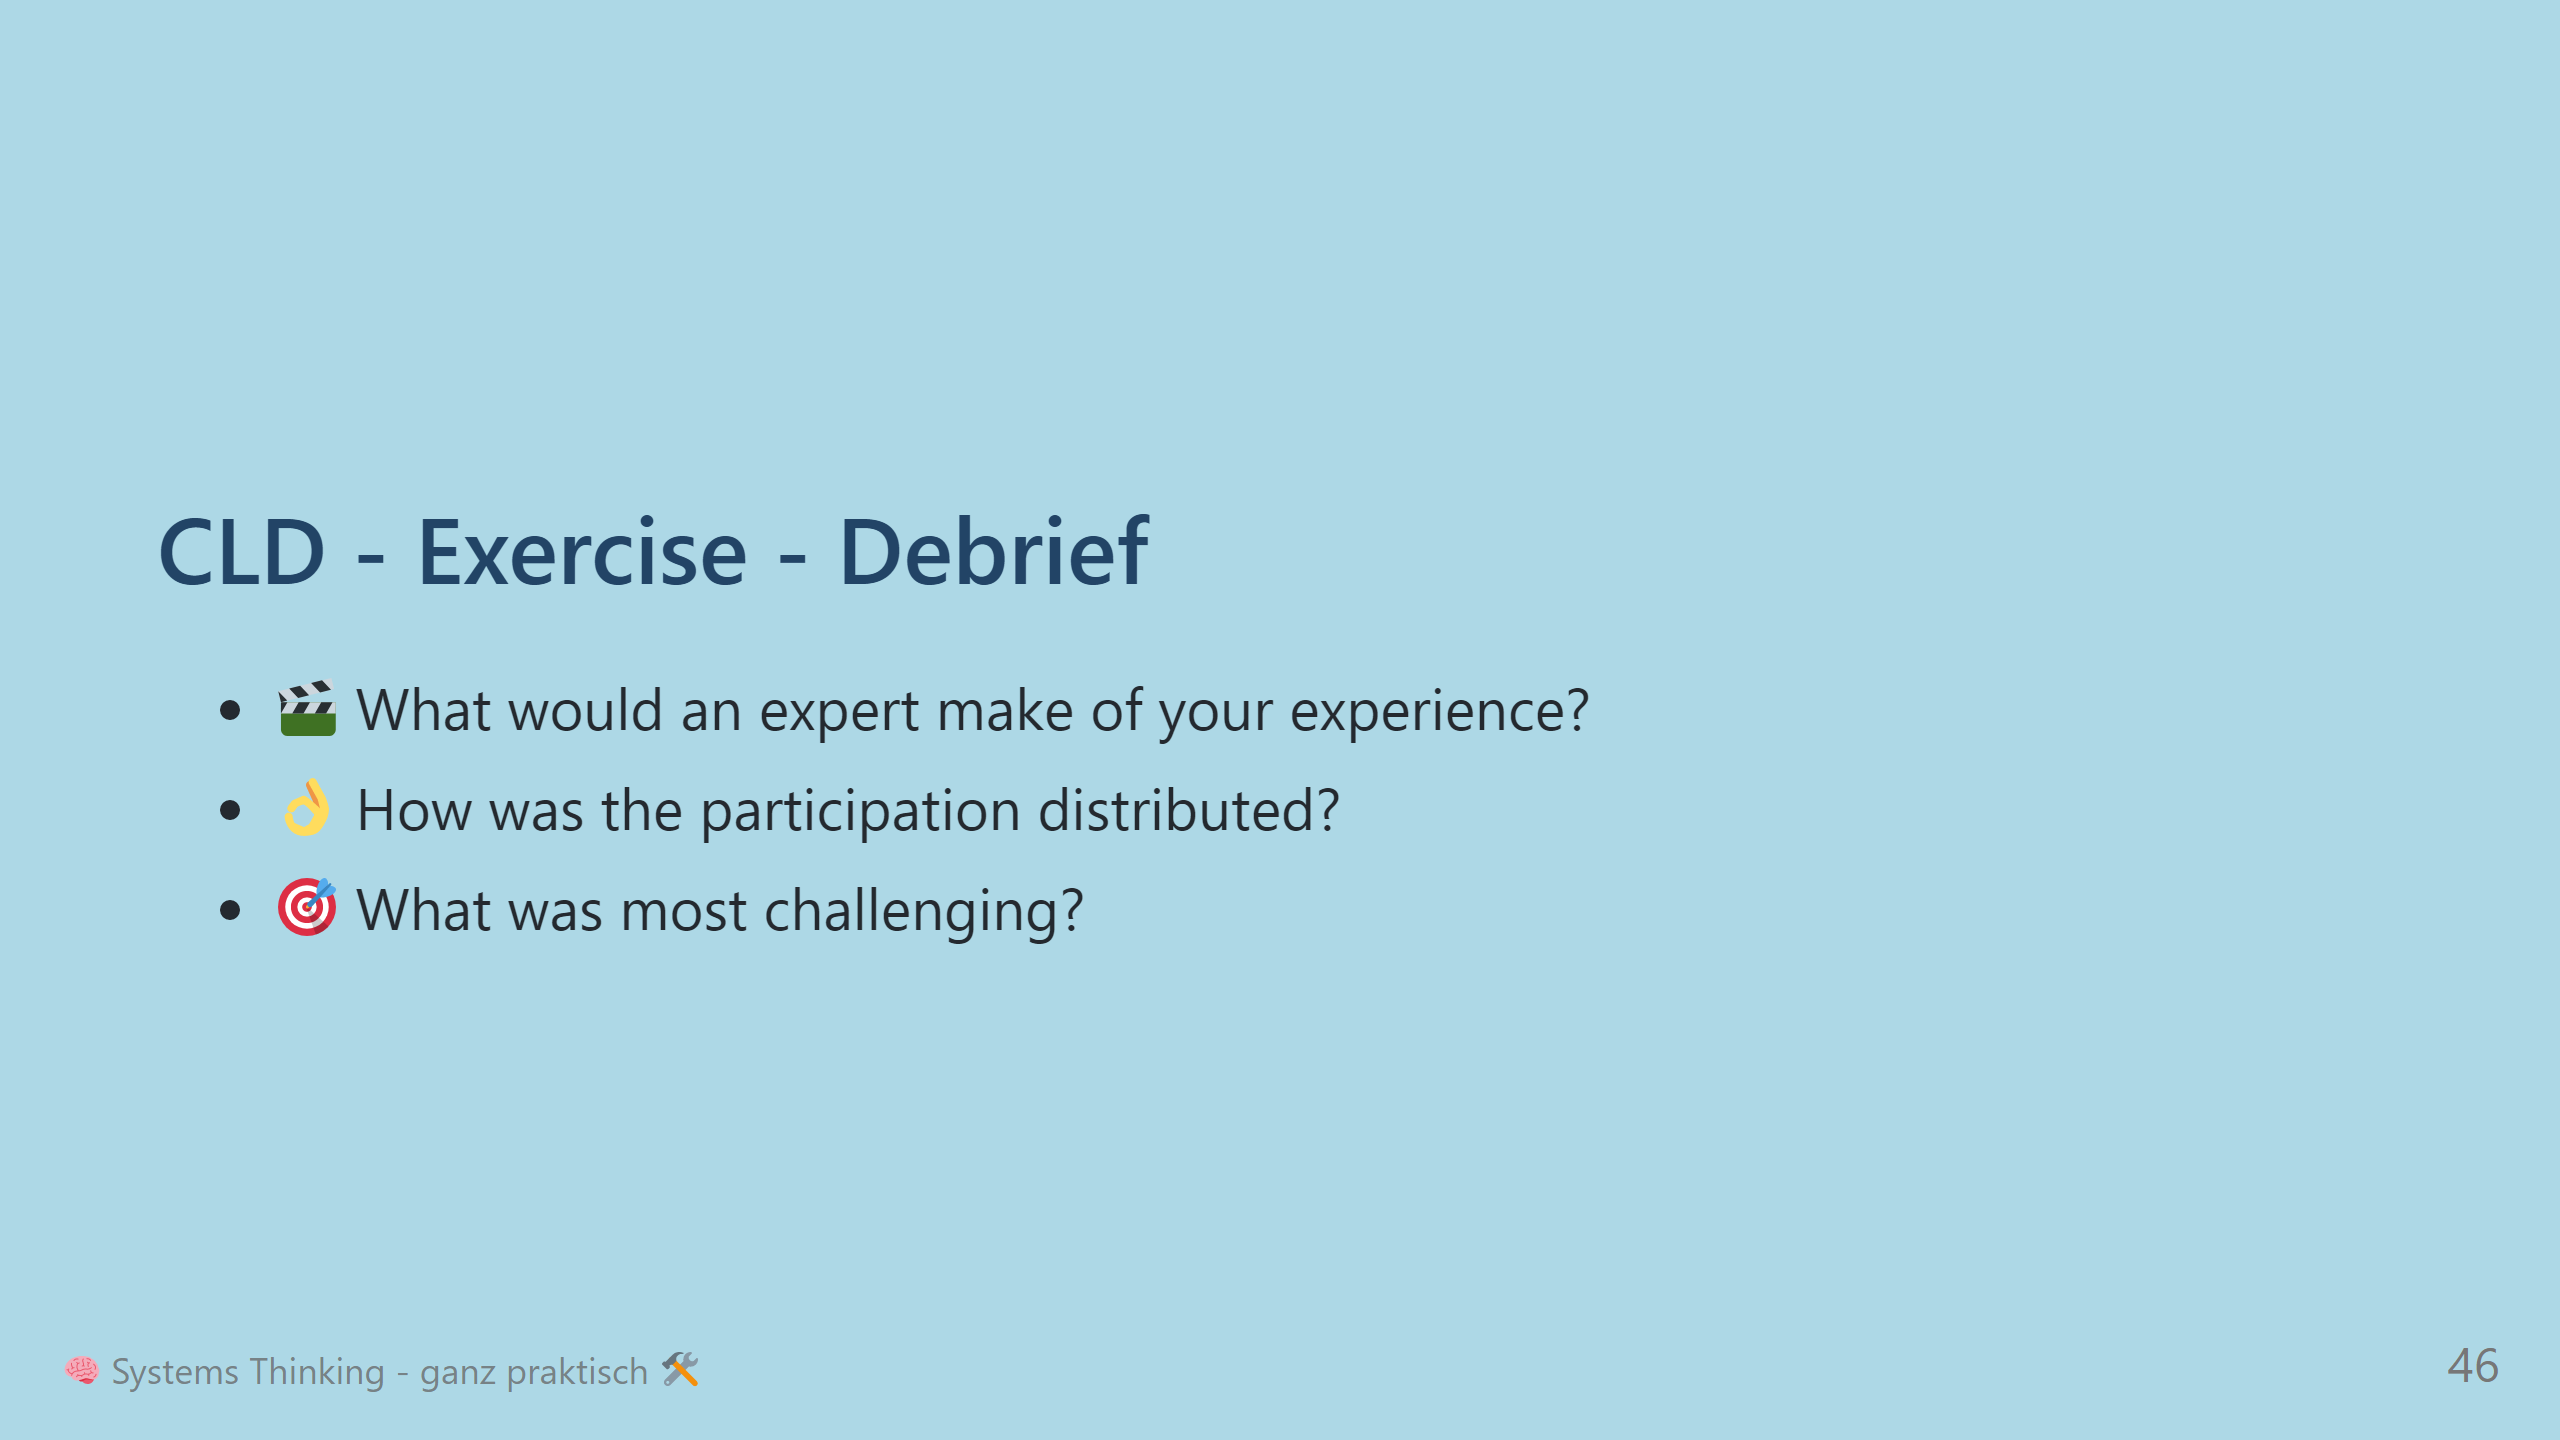 CLD - Exercise - Debrief
• 🎬 What would an expert make of your experience?
• 👌 How was the participation distributed?
• 🎯 What was most challenging?
🧠 Systems Thinking - ganz praktisch 🛠️
46